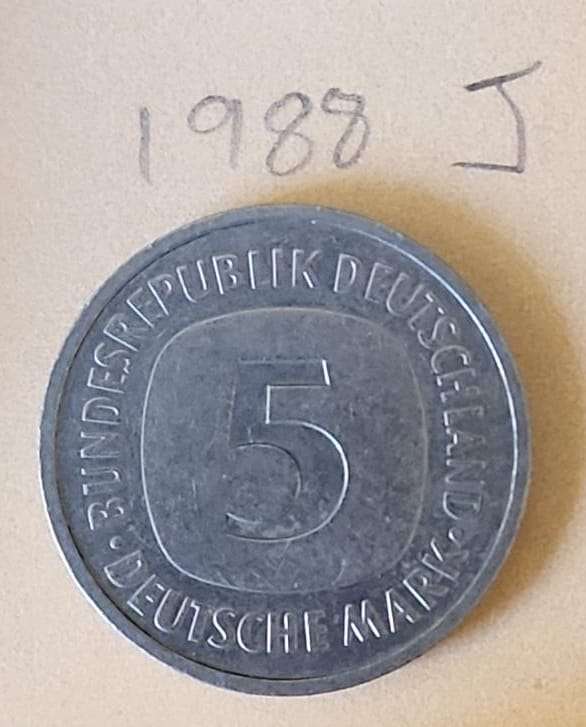 1988 J
BUNDESREPUBLIK DEUTSCHLAND
5
· DEUTSCHE MARK ·